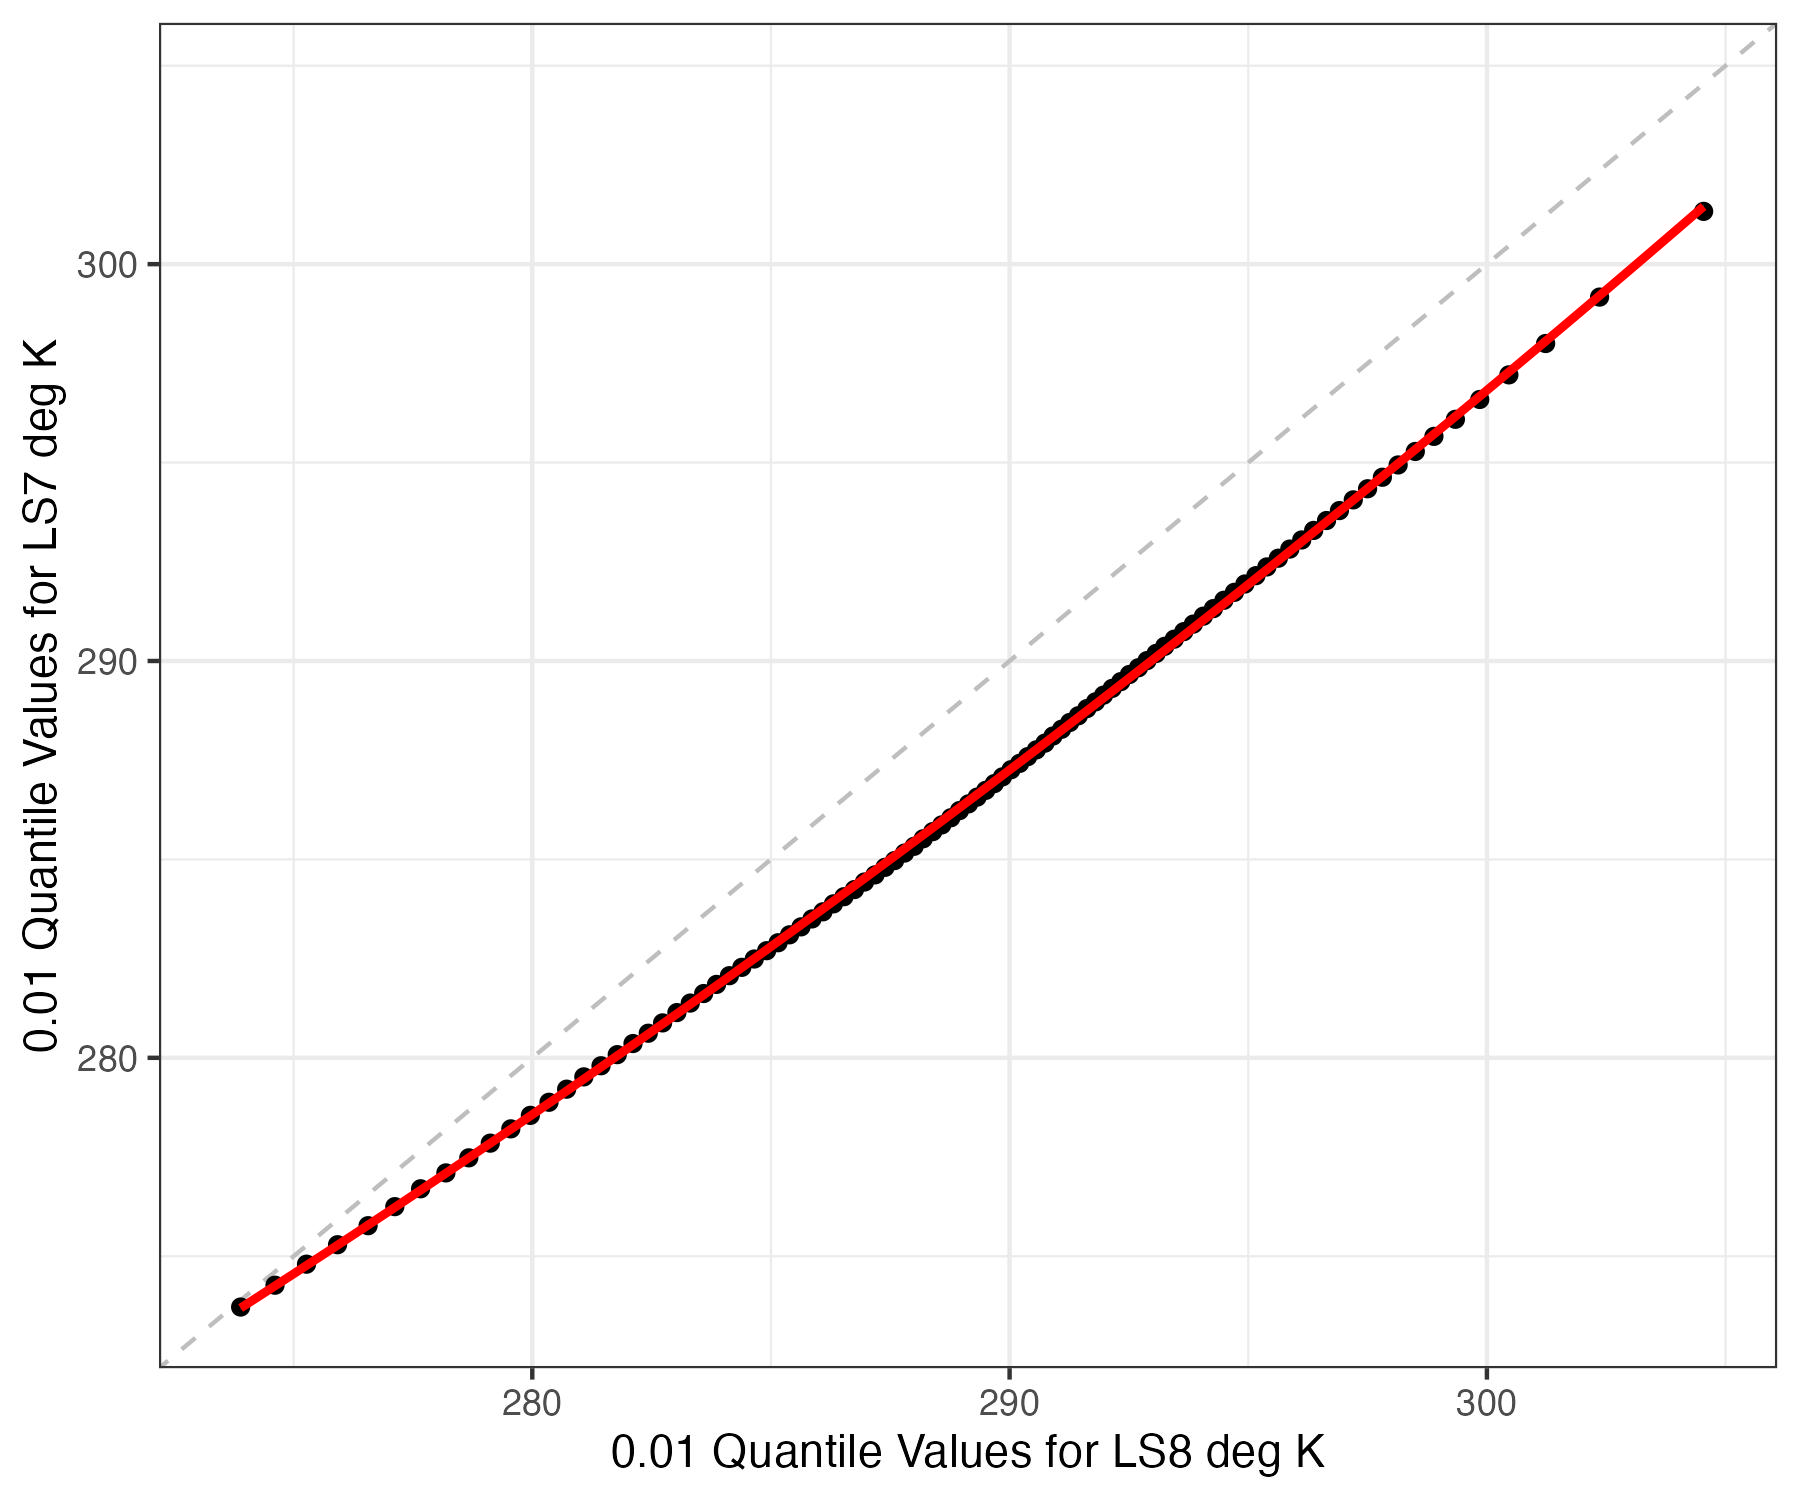 0.01 Quantile Values for LS7 deg K
300
290
280
280 290 300
0.01 Quantile Values for LS8 deg K